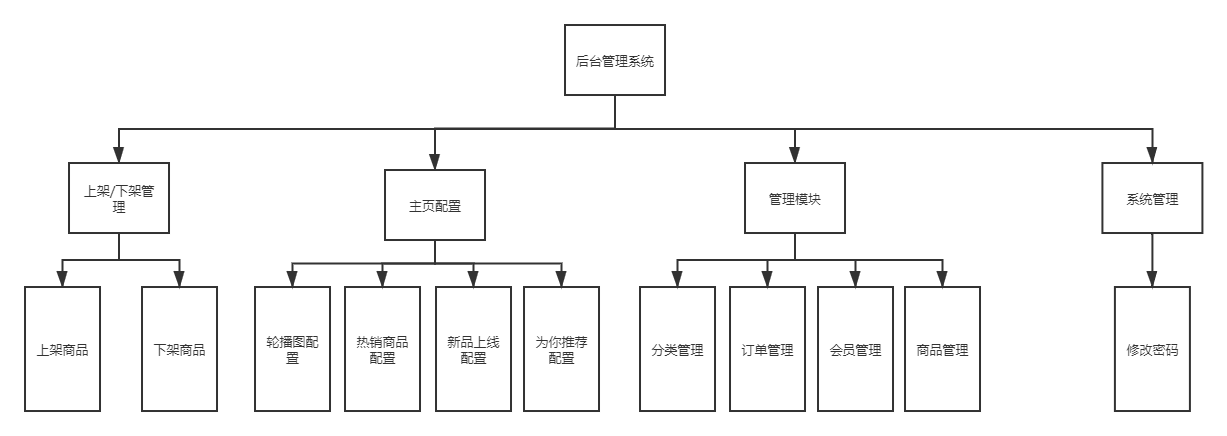 后台管理系统
上架/下架管
理
主页配置
管理模块
系统管理
上架商品
下架商品
轮播图配
置
热销商品
配置
新品上线
配置
为你推荐
配置
分类管理
订单管理
会员管理
商品管理
修改密码